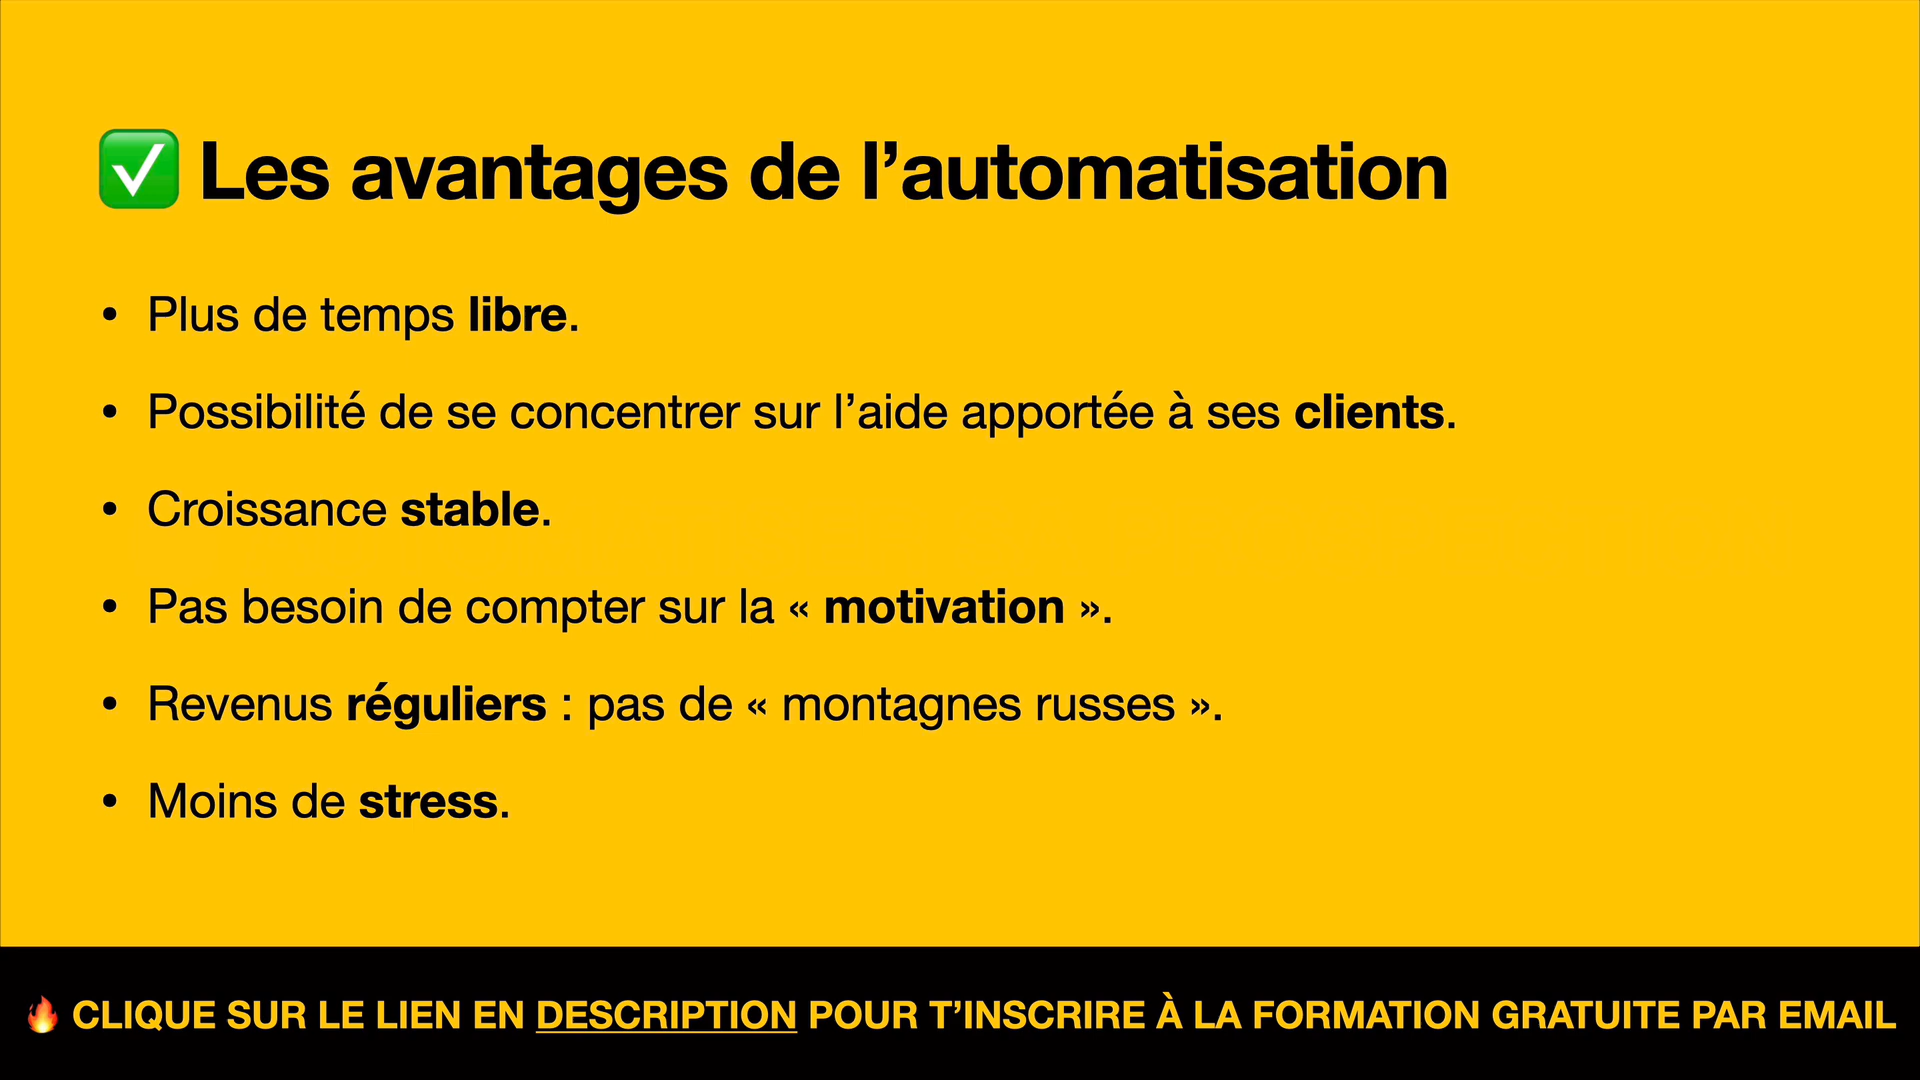 ✅ Les avantages de l’automatisation
• Plus de temps libre.
• Possibilité de se concentrer sur l’aide apportée à ses clients.
• Croissance stable.
• Pas besoin de compter sur la « motivation ».
• Revenus réguliers : pas de « montagnes russes ».
• Moins de stress.
🔥 CLIQUE SUR LE LIEN EN DESCRIPTION POUR T’INSCRIRE À LA FORMATION GRATUITE PAR EMAIL